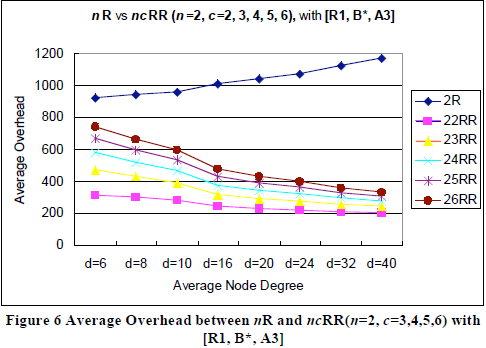 nR vs ncRR (n=2, c=2, 3, 4, 5, 6), with [R1, B*, A3]
1200
1000
800
600
400
200
0
Average Overhead
d=6 d=8 d=10 d=16 d=20 d=24 d=32 d=40
Average Node Degree
2R
22RR
23RR
24RR
25RR
26RR
Figure 6 Average Overhead between nR and ncRR(n=2, c=3,4,5,6) with
[R1, B*, A3]